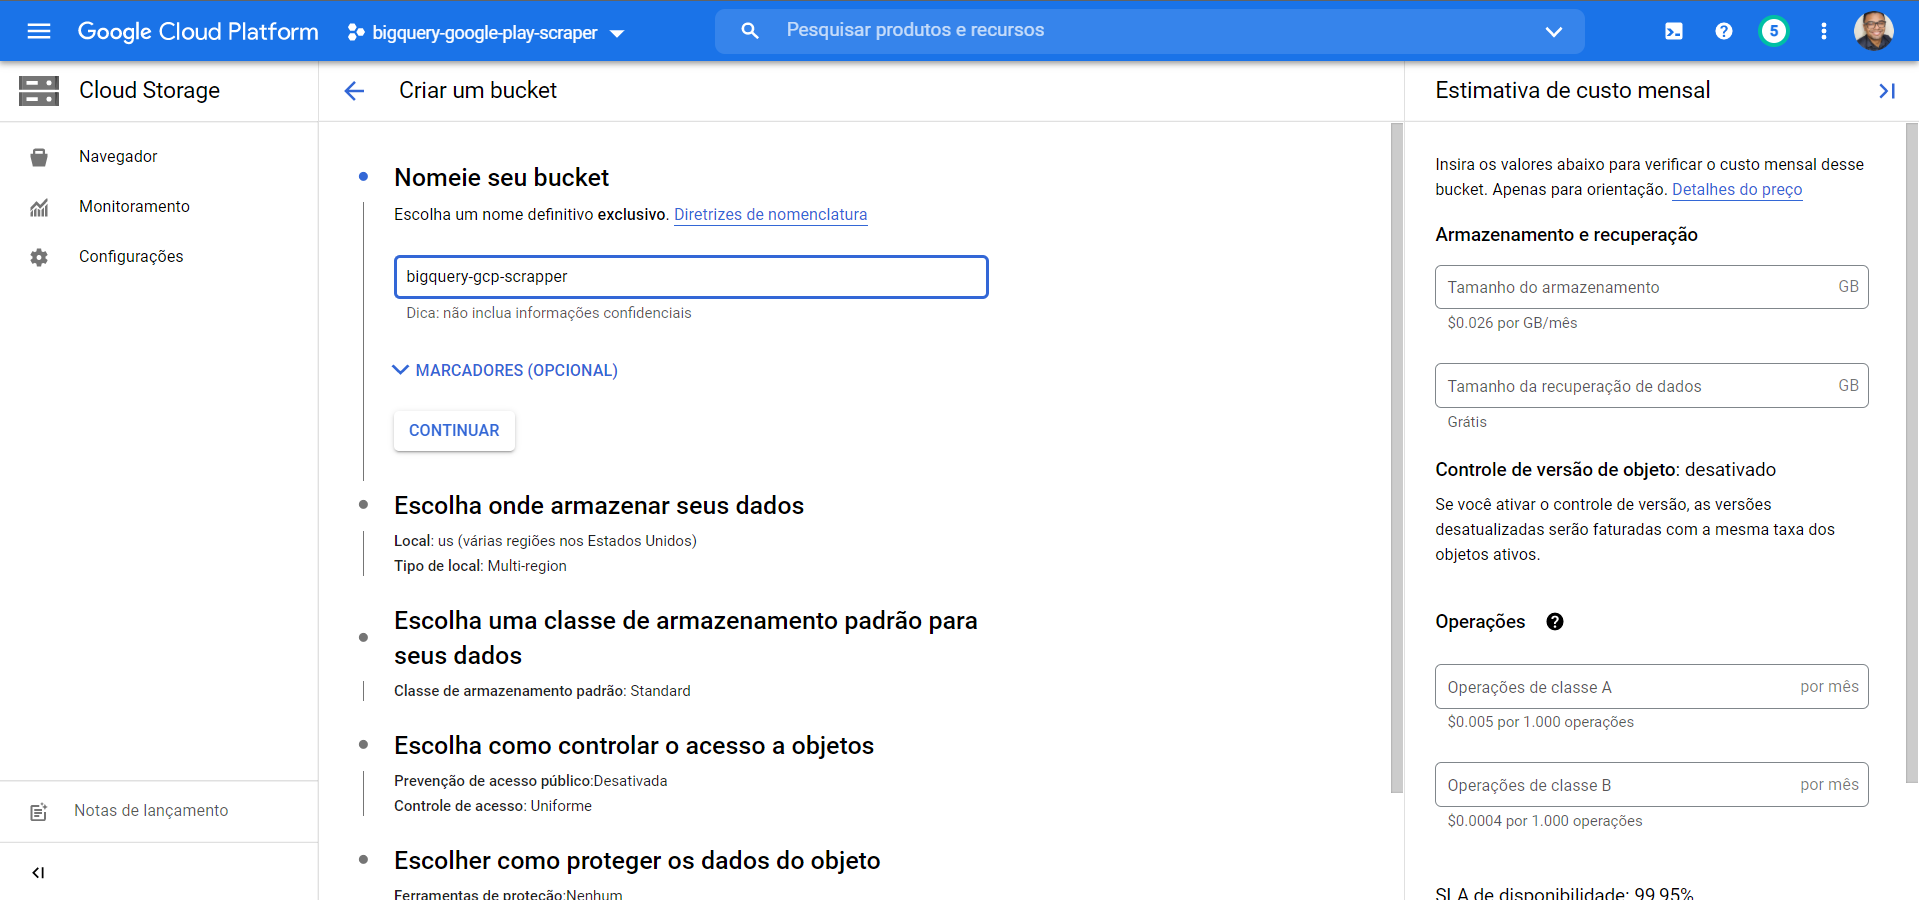 Google Cloud Platform
bigquery-google-play-scraper
Pesquisar produtos e recursos
5
Cloud Storage
Criar um bucket
Estimativa de custo mensal
Navegador
Monitoramento
Configurações
Notas de lançamento
Nomeie seu bucket
Escolha um nome definitivo exclusivo. Diretrizes de nomenclatura
bigquery-gcp-scrapper
Dica: não inclua informações confidenciais
MARCADORES (OPCIONAL)
CONTINUAR
Escolha onde armazenar seus dados
Local: us (várias regiões nos Estados Unidos)
Tipo de local: Multi-region
Escolha uma classe de armazenamento padrão para
seus dados
Classe de armazenamento padrão: Standard
Escolha como controlar o acesso a objetos
Prevenção de acesso público:Desativada
Controle de acesso: Uniforme
Escolher como proteger os dados do objeto
Ferramentas de proteção:Nenhum
Insira os valores abaixo para verificar o custo mensal desse
bucket. Apenas para orientação. Detalhes do preço
Armazenamento e recuperação
Tamanho do armazenamento GB
$0.026 por GB/mês
Tamanho da recuperação de dados GB
Grátis
Controle de versão de objeto: desativado
Se você ativar o controle de versão, as versões
desatualizadas serão faturadas com a mesma taxa dos
objetos ativos.
Operações
Operações de classe A por mês
$0.005 por 1.000 operações
Operações de classe B por mês
$0.0004 por 1.000 operações
SLA de disponibilidade: 99.95%